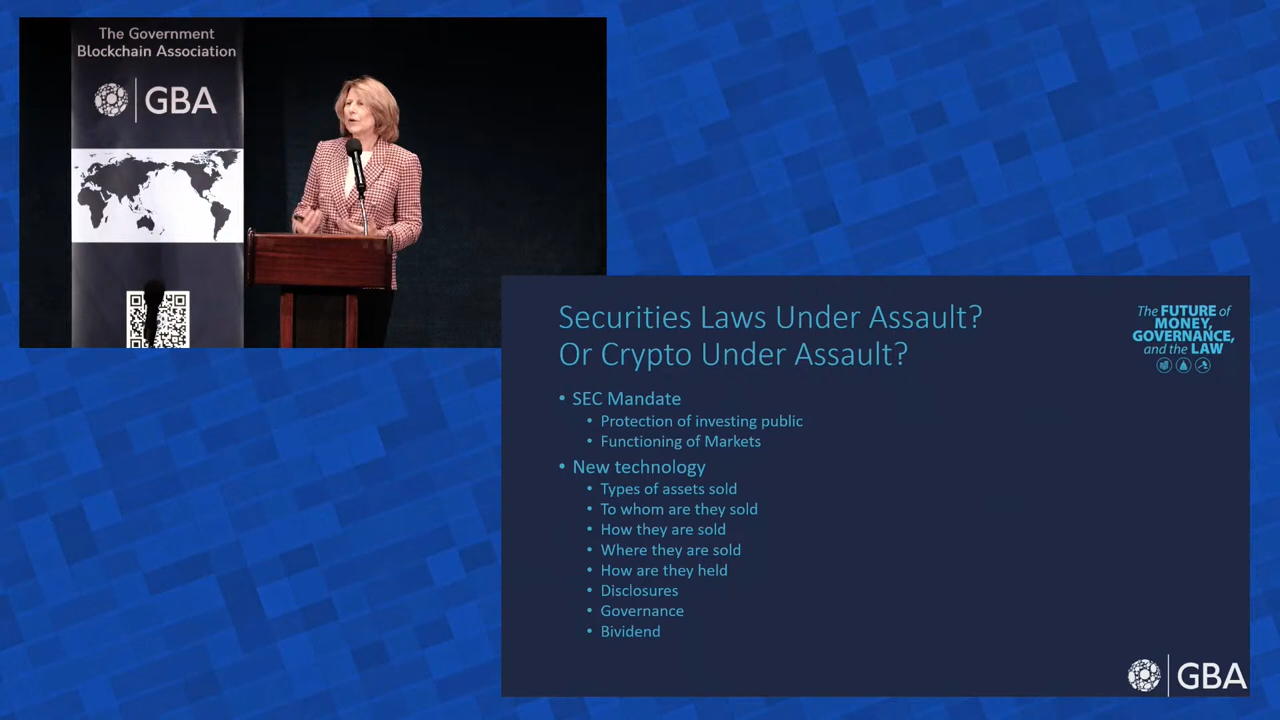 The Government
Blockchain Association
GBA
Securities Laws Under Assault?
Or Crypto Under Assault?
The FUTURE of
MONEY,
GOVERNANCE,
and the LAW
• SEC Mandate
• Protection of investing public
• Functioning of Markets
• New technology
• Types of assets sold
• To whom are they sold
• How they are sold
• Where they are sold
• How are they held
• Disclosures
• Governance
• Bividend
GBA